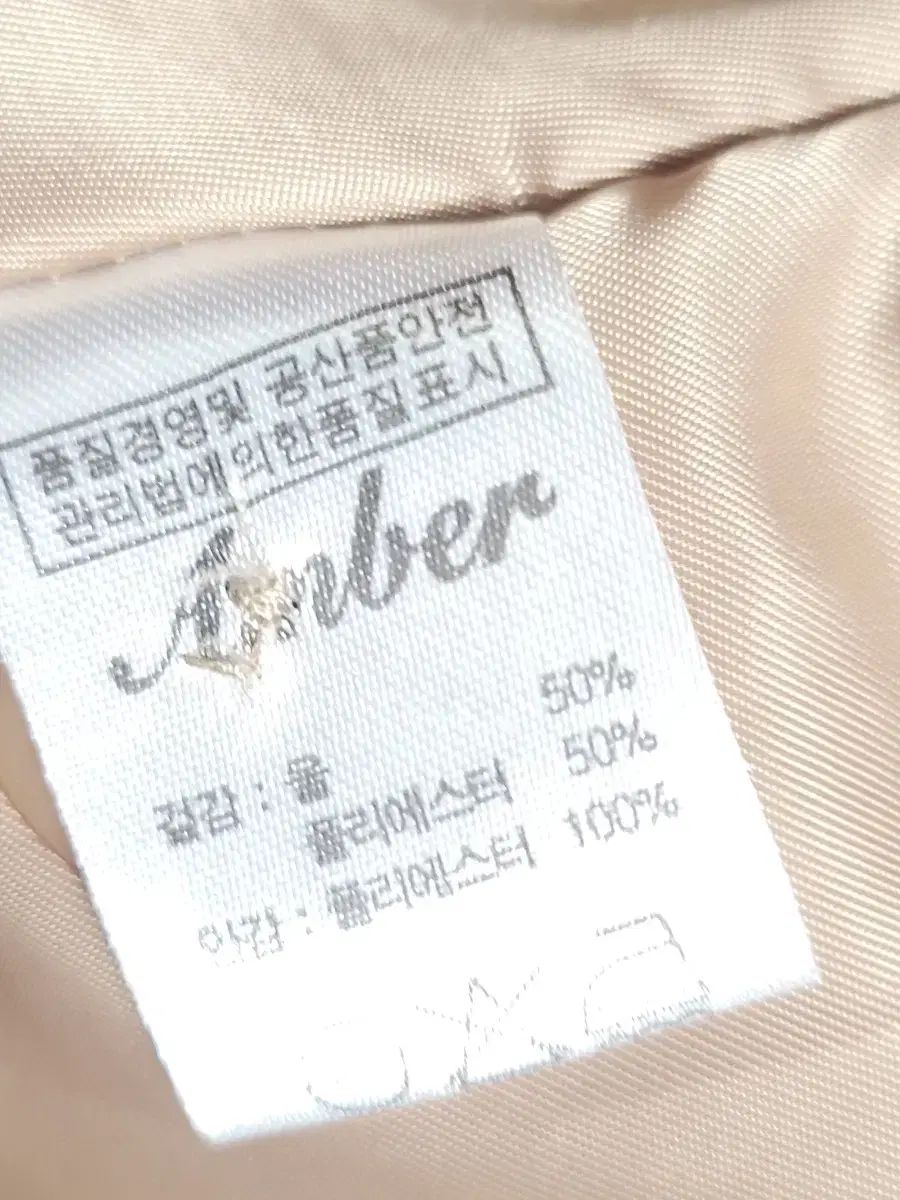 품질경영및 공산품안전
관리법에의한품질표시
Amber
겉감 : 울 50%
폴리에스터 50%
안감 : 폴리에스터 100%